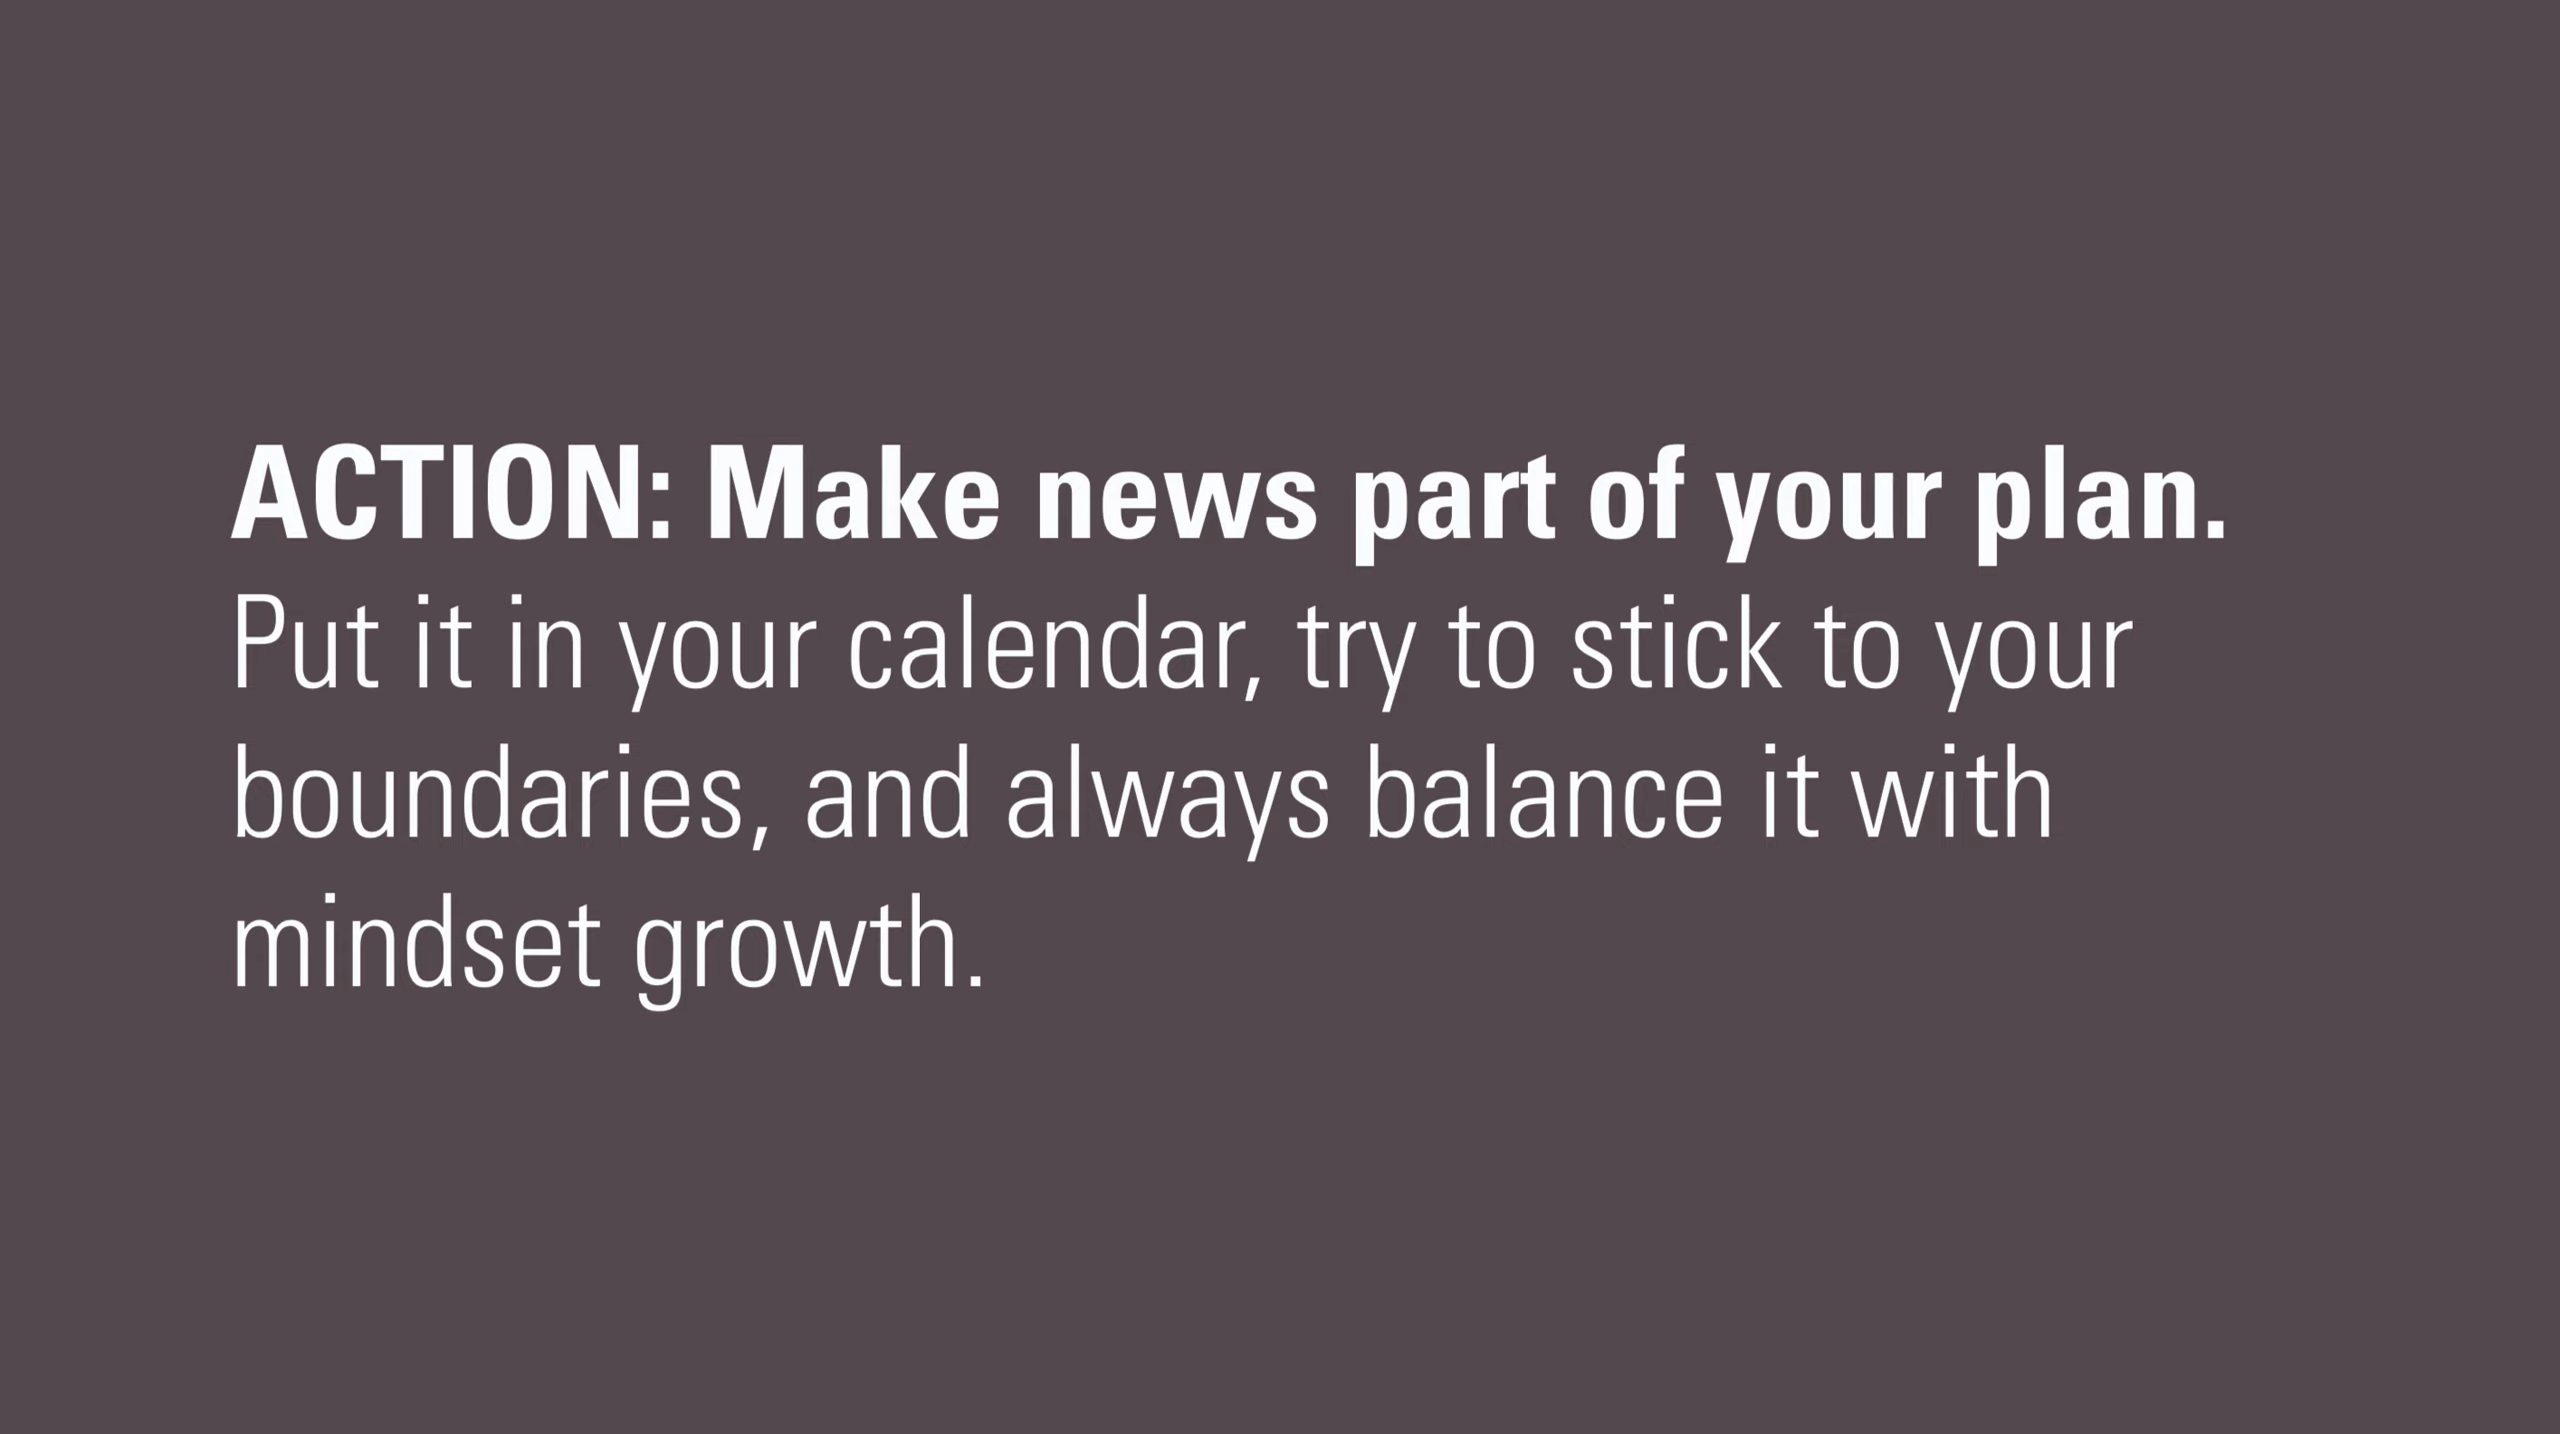 ACTION: Make news part of your plan.
Put it in your calendar, try to stick to your
boundaries, and always balance it with
mindset growth.